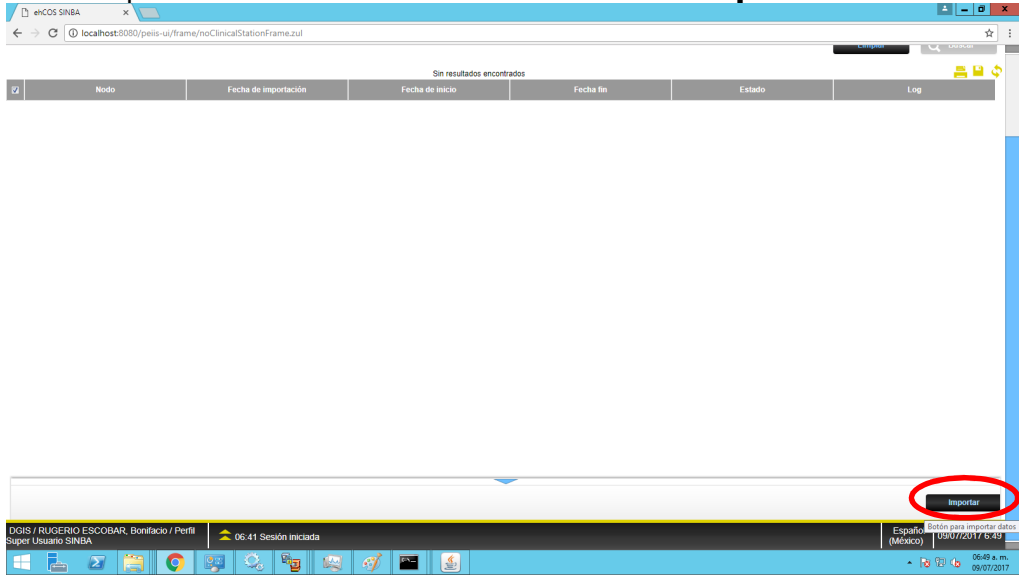 ehCOS SINBA
localhost:8080/peiis-ui/frame/noClinicalStationFrame.zul
Limpiar Buscar
Sin resultados encontrados
Nodo Fecha de importación Fecha de inicio Fecha fin Estado Log
Importar
Botón para importar datos
DGIS / RUGERIO ESCOBAR, Bonifacio / Perfil
Super Usuario SINBA
06:41 Sesión iniciada
Español
(México)
09/07/2017 6:49
06:49 a. m.
09/07/2017